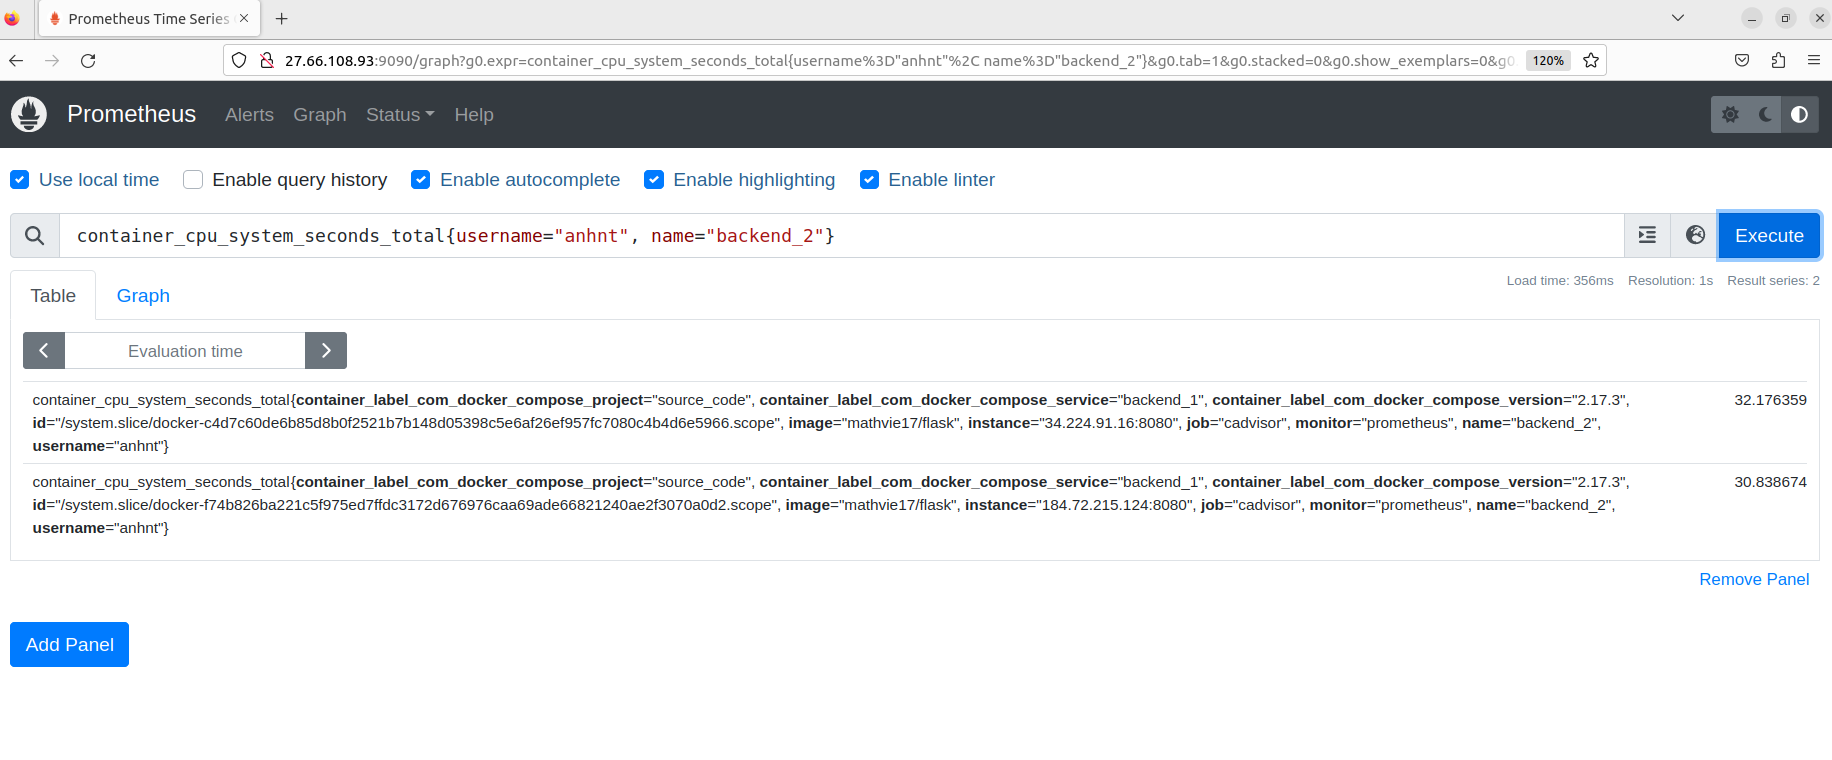 Prometheus Time Series
27.66.108.93:9090/graph?g0.expr=container_cpu_system_seconds_total{username%3D"anhnt"%2C name%3D"backend_2"}&g0.tab=1&g0.stacked=0&g0.show_exemplars=0&g0 120%
Prometheus Alerts Graph Status Help
Use local time Enable query history Enable autocomplete Enable highlighting Enable linter
container_cpu_system_seconds_total{username="anhnt", name="backend_2"} Execute
Table Graph Load time: 356ms Resolution: 1s Result series: 2
Evaluation time
container_cpu_system_seconds_total{container_label_com_docker_compose_project="source_code", container_label_com_docker_compose_service="backend_1", container_label_com_docker_compose_version="2.17.3", 32.176359
id="/system.slice/docker-c4d7c60de6b85d8b0f2521b7b148d05398c5e6af26ef957fc7080c4b4d6e5966.scope", image="mathvie17/flask", instance="34.224.91.16:8080", job="cadvisor", monitor="prometheus", name="backend_2",
username="anhnt"}
container_cpu_system_seconds_total{container_label_com_docker_compose_project="source_code", container_label_com_docker_compose_service="backend_1", container_label_com_docker_compose_version="2.17.3", 30.838674
id="/system.slice/docker-f74b826ba221c5f975ed7ffdc3172d676976caa69ade66821240ae2f3070a0d2.scope", image="mathvie17/flask", instance="184.72.215.124:8080", job="cadvisor", monitor="prometheus", name="backend_2",
username="anhnt"}
Remove Panel
Add Panel